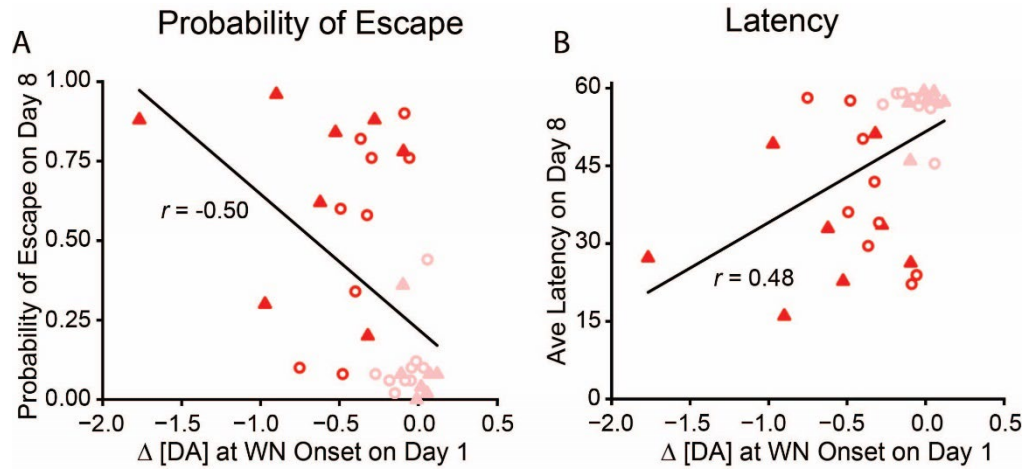 Probability of Escape
Latency
A
Probability of Escape on Day 8
1.00
0.75
0.50
0.25
0.00
r = -0.50
−2.0 −1.5 −1.0 −0.5 0.0 0.5
Δ [DA] at WN Onset on Day 1
B
Ave Latency on Day 8
60
45
30
15
0
r = 0.48
−2.0 −1.5 −1.0 −0.5 0.0 0.5
Δ [DA] at WN Onset on Day 1